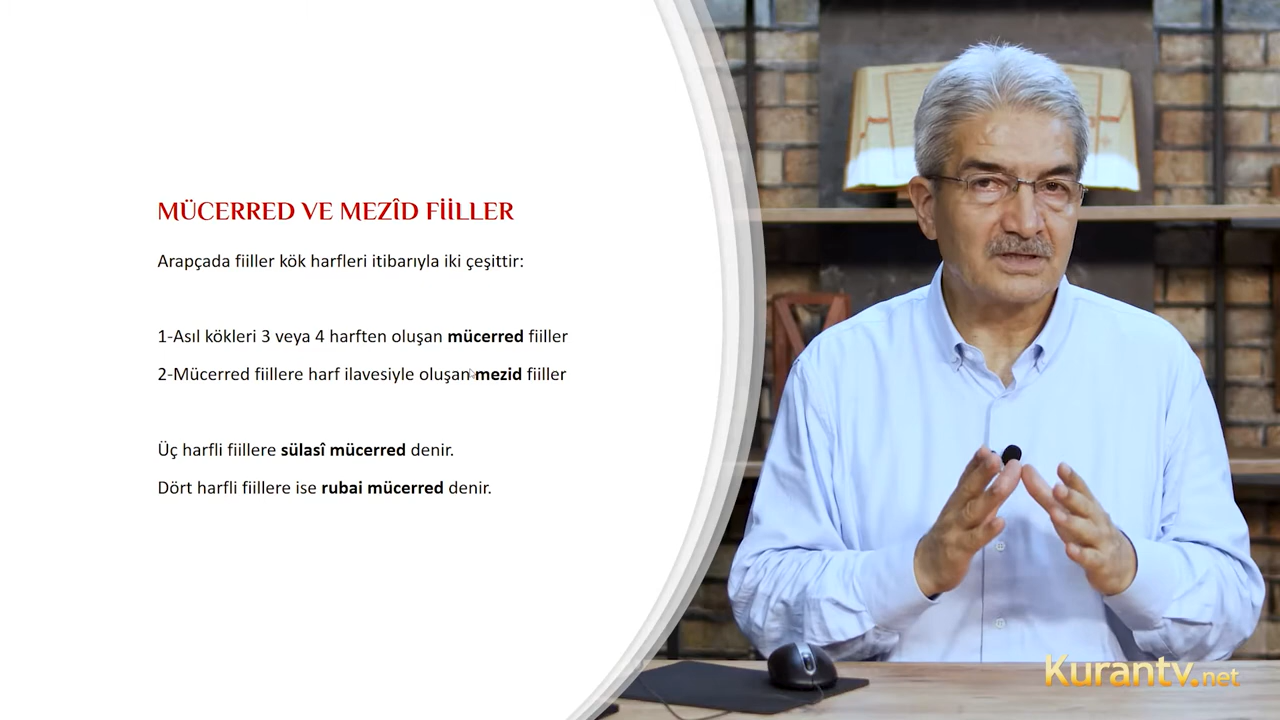 MÜCERRED VE MEZÎD FİİLLER
Arapçada fiiller kök harfleri itibarıyla iki çeşittir:
1-Asıl kökleri 3 veya 4 harften oluşan mücerred fiiller
2-Mücerred fiillere harf ilavesiyle oluşan mezid fiiller
Üç harfli fiillere sülasî mücerred denir.
Dört harfli fiillere ise rubai mücerred denir.
Kurantv.net